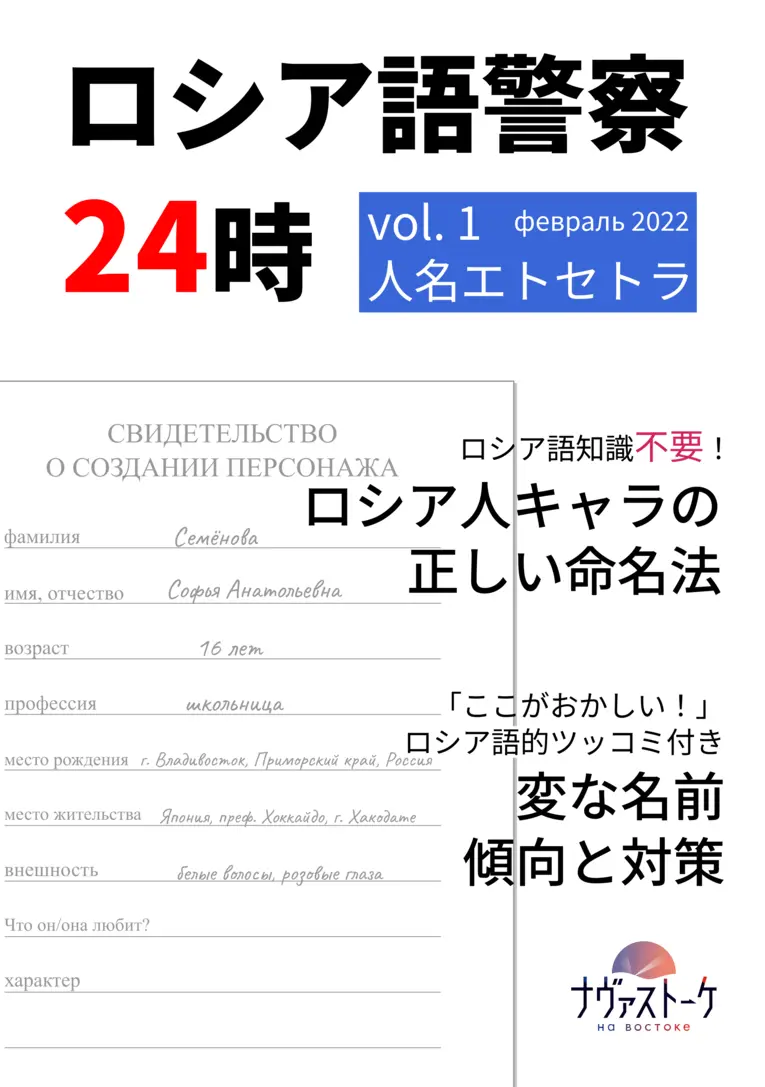 ロシア語警察
24時
vol. 1 февраль 2022
人名エトセトラ
СВИДЕТЕЛЬСТВО
О СОЗДАНИИ ПЕРСОНАЖА
ロシア語知識不要！
ロシア人キャラの
正しい命名法
фамилия Семёнова
имя, отчество Софья Анатольевна
возраст 16 лет
профессия школьница
место рождения г. Владивосток, Приморский край, Россия
место жительства Япония, преф. Хоккайдо, г. Хакодате
внешность белые волосы, розовые глаза
Что он/она любит?
характер
「ここがおかしい！」
ロシア語的ツッコミ付き
変な名前
傾向と対策
ナヴァストーケ
на востоке